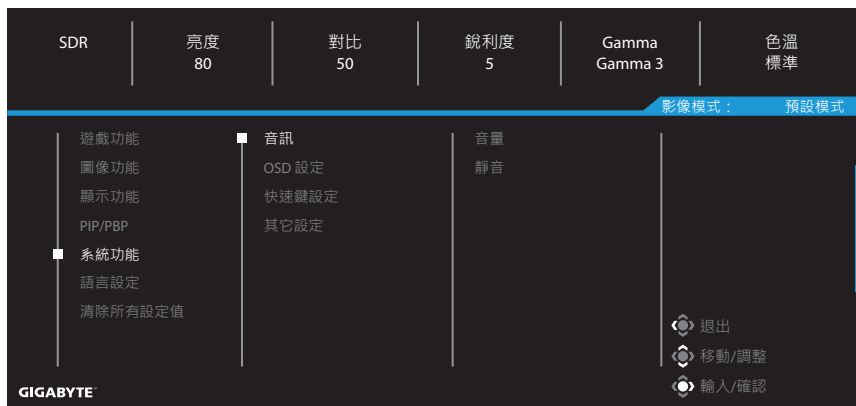 SDR
亮度
80
對比
50
銳利度
5
Gamma
Gamma 3
色溫
標準
影像模式： 預設模式
遊戲功能
圖像功能
顯示功能
PIP/PBP
系統功能
語言設定
清除所有設定值
音訊
OSD 設定
快速鍵設定
其它設定
音量
靜音
退出
移動/調整
輸入/確認
GIGABYTE™